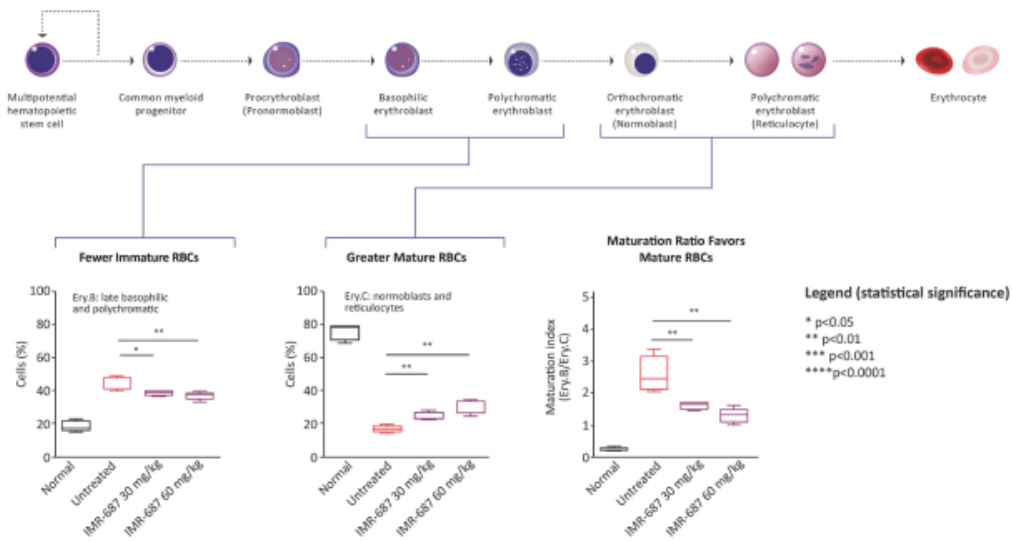 Multipotential
hematopoietic
stem cell
Common myeloid
progenitor
Procrythroblast
(Pronormoblast)
Basophilic
erythroblast
Polychromatic
erythroblast
Orthochromatic
erythroblast
(Normoblast)
Polychromatic
erythroblast
(Reticulocyte)
Erythrocyte
Fewer Immature RBCs
Ery.B: late basophilic
and polychromatic
Cells (%)
100
80
60
40
20
0
**
*
Normal
Untreated
IMR-687 30 mg/kg
IMR-687 60 mg/kg
Greater Mature RBCs
Ery.C: normoblasts and
reticulocytes
Cells (%)
100
80
60
40
20
0
**
**
Normal
Untreated
IMR-687 30 mg/kg
IMR-687 60 mg/kg
Maturation Ratio Favors
Mature RBCs
Maturation index
(Ery.B/Ery.C)
5
4
3
2
1
0
**
**
Normal
Untreated
IMR-687 30 mg/kg
IMR-687 60 mg/kg
Legend (statistical significance)
* p<0.05
** p<0.01
*** p<0.001
****p<0.0001